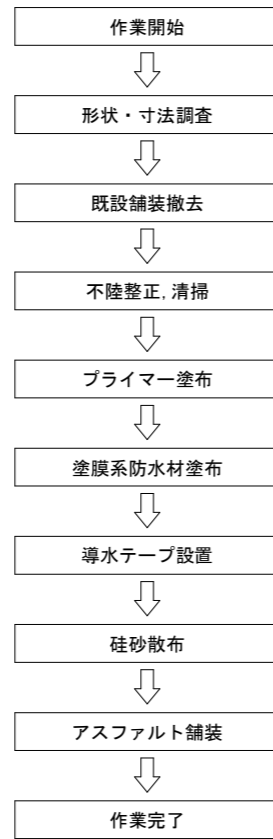 作業開始
形状・寸法調査
既設舗装撤去
不陸整正,清掃
プライマー塗布
塗膜系防水材塗布
導水テープ設置
硅砂散布
アスファルト舗装
作業完了